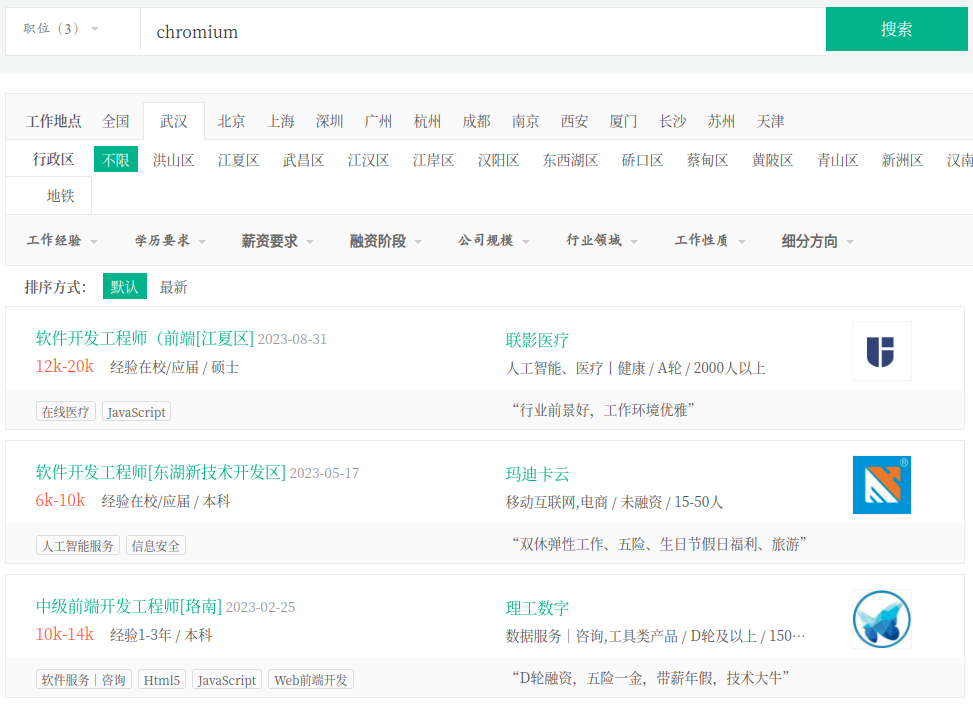 职位（3） chromium 搜索
工作地点 全国 武汉 北京 上海 深圳 广州 杭州 成都 南京 西安 厦门 长沙 苏州 天津
行政区 不限 洪山区 江夏区 武昌区 江汉区 江岸区 汉阳区 东西湖区 硚口区 蔡甸区 黄陂区 青山区 新洲区 汉南
地铁
工作经验 学历要求 薪资要求 融资阶段 公司规模 行业领域 工作性质 细分方向
排序方式： 默认 最新
软件开发工程师（前端[江夏区] 2023-08-31 联影医疗
12k-20k 经验在校/应届 / 硕士 人工智能、医疗丨健康 / A轮 / 2000人以上
在线医疗 JavaScript “行业前景好，工作环境优雅”
软件开发工程师[东湖新技术开发区] 2023-05-17 玛迪卡云
6k-10k 经验在校/应届 / 本科 移动互联网,电商 / 未融资 / 15-50人
人工智能服务 信息安全 “双休弹性工作、五险、生日节假日福利、旅游”
中级前端开发工程师[珞南] 2023-02-25 理工数字
10k-14k 经验1-3年 / 本科 数据服务｜咨询,工具类产品 / D轮及以上 / 150…
软件服务｜咨询 Html5 JavaScript Web前端开发 “D轮融资，五险一金，带薪年假，技术大牛”